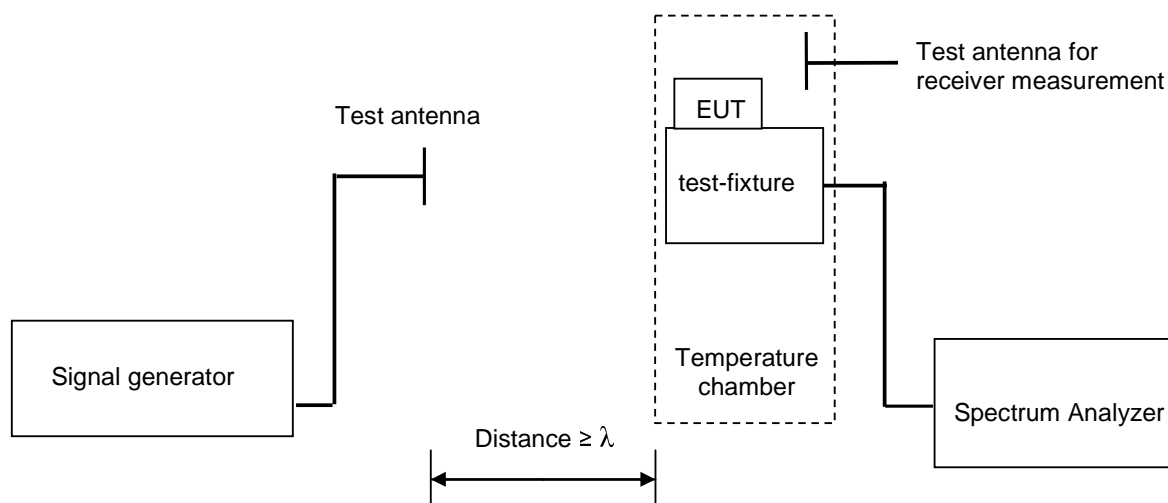 Test antenna for
receiver measurement
EUT
Test antenna
test-fixture
Temperature
chamber
Signal generator
Spectrum Analyzer
Distance ≥ λ